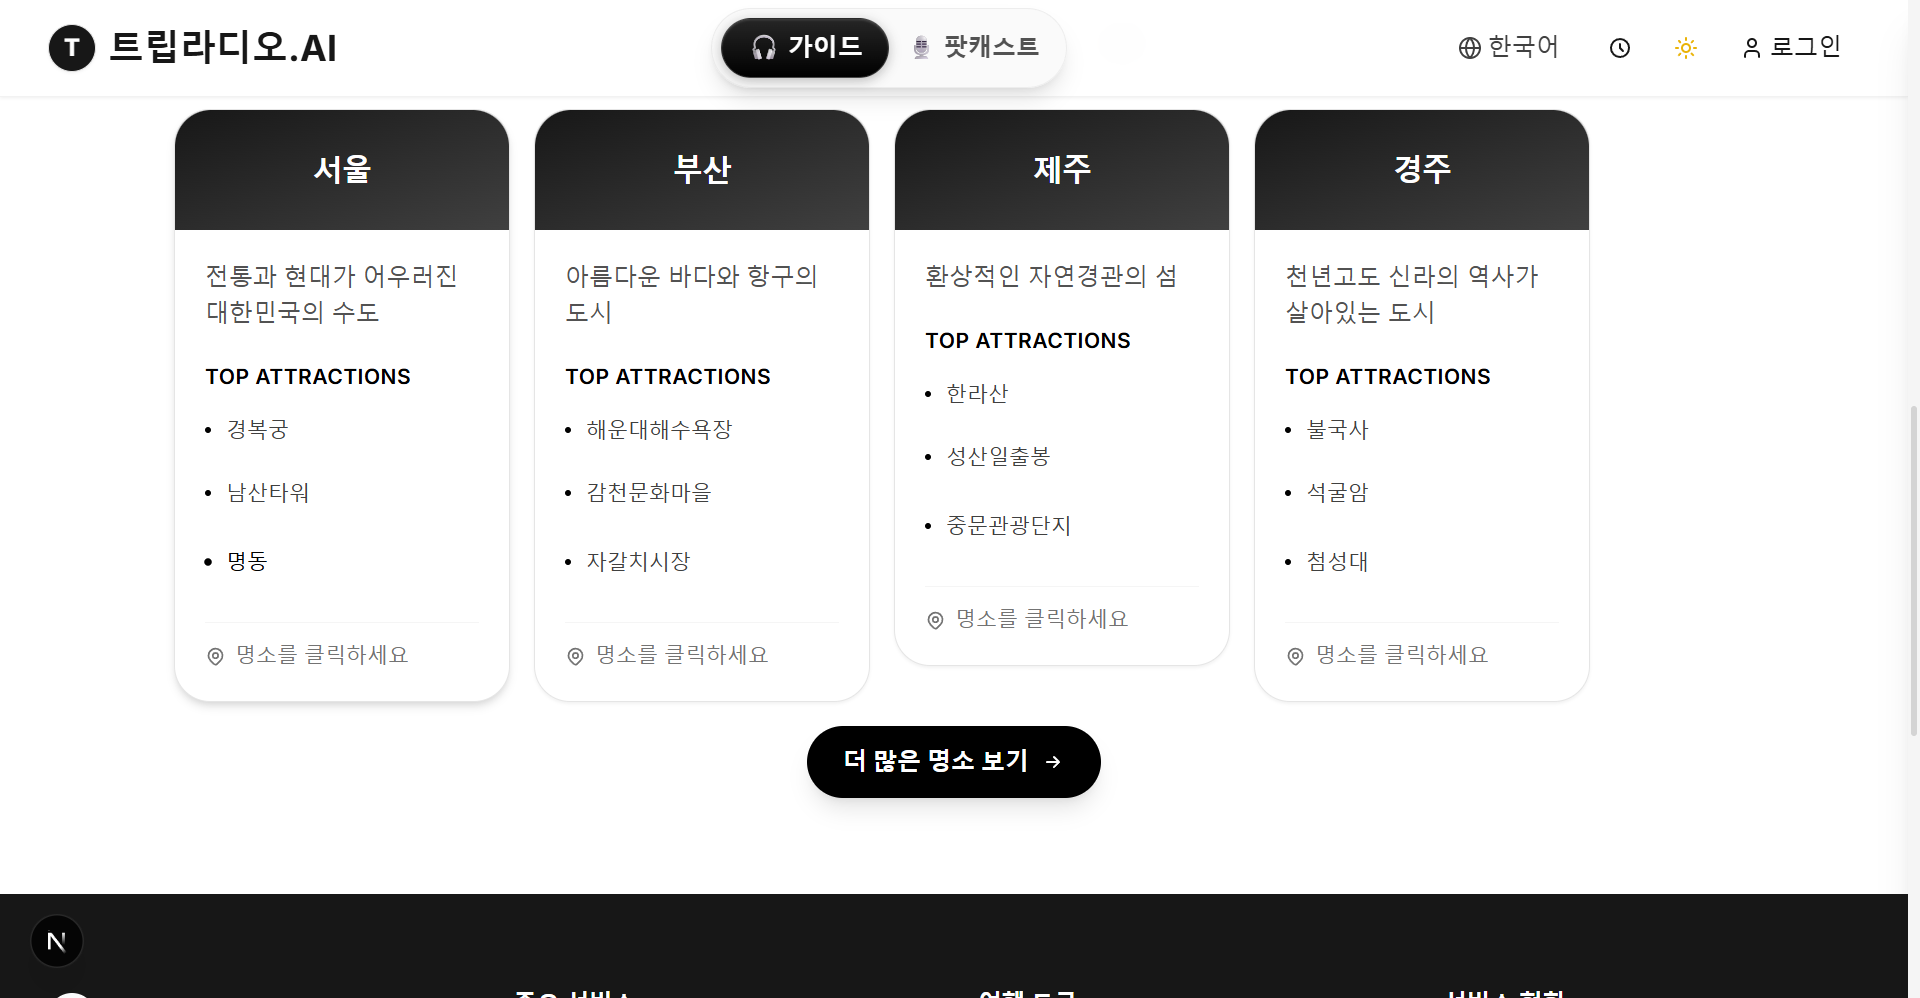 T 트립라디오.AI
가이드
팟캐스트
한국어
로그인
서울
전통과 현대가 어우러진
대한민국의 수도
TOP ATTRACTIONS
• 경복궁
• 남산타워
• 명동
명소를 클릭하세요
부산
아름다운 바다와 항구의
도시
TOP ATTRACTIONS
• 해운대해수욕장
• 감천문화마을
• 자갈치시장
명소를 클릭하세요
제주
환상적인 자연경관의 섬
TOP ATTRACTIONS
• 한라산
• 성산일출봉
• 중문관광단지
명소를 클릭하세요
경주
천년고도 신라의 역사가
살아있는 도시
TOP ATTRACTIONS
• 불국사
• 석굴암
• 첨성대
명소를 클릭하세요
더 많은 명소 보기 →
N